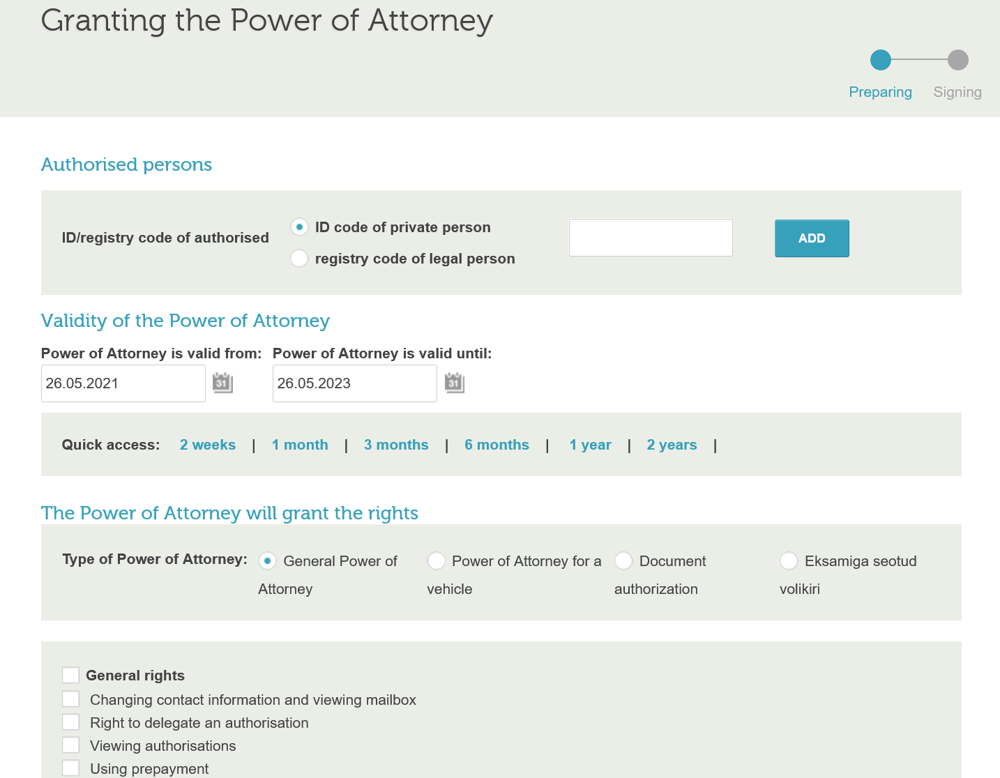 Granting the Power of Attorney
Preparing Signing
Authorised persons
ID/registry code of authorised
ID code of private person
registry code of legal person
ADD
Validity of the Power of Attorney
Power of Attorney is valid from: Power of Attorney is valid until:
26.05.2021 31 26.05.2023 31
Quick access: 2 weeks | 1 month | 3 months | 6 months | 1 year | 2 years |
The Power of Attorney will grant the rights
Type of Power of Attorney: General Power of Attorney Power of Attorney for a vehicle Document authorization Eksamiga seotud volikiri
General rights
Changing contact information and viewing mailbox
Right to delegate an authorisation
Viewing authorisations
Using prepayment